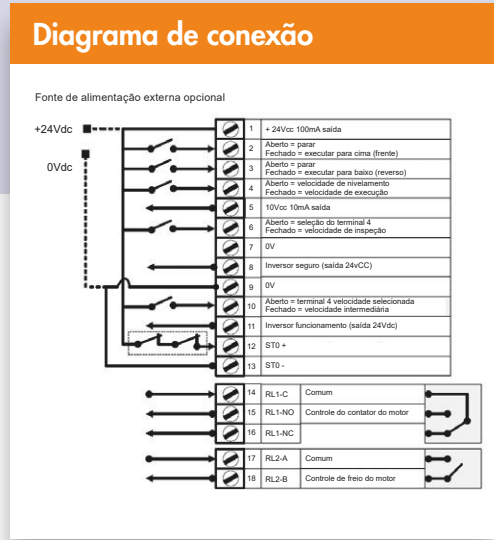 Diagrama de conexão
Fonte de alimentação externa opcional
+24Vdc
0Vdc
1 + 24Vcc 100mA saída
2 Aberto = parar
Fechado = executar para cima (frente)
3 Aberto = parar
Fechado = executar para baixo (reverso)
4 Aberto = velocidade de nivelamento
Fechado = velocidade de execução
5 10Vcc 10mA saída
6 Aberto = seleção do terminal 4
Fechado = velocidade de inspeção
7 0V
8 Inversor seguro (saída 24vCC)
9 0V
10 Aberto = terminal 4 velocidade selecionada
Fechado = velocidade intermediária
11 Inversor funcionamento (saída 24Vdc)
12 ST0 +
13 ST0 -
14 RL1-C Comum
15 RL1-NO Controle do contator do motor
16 RL1-NC
17 RL2-A Comum
18 RL2-B Controle de freio do motor